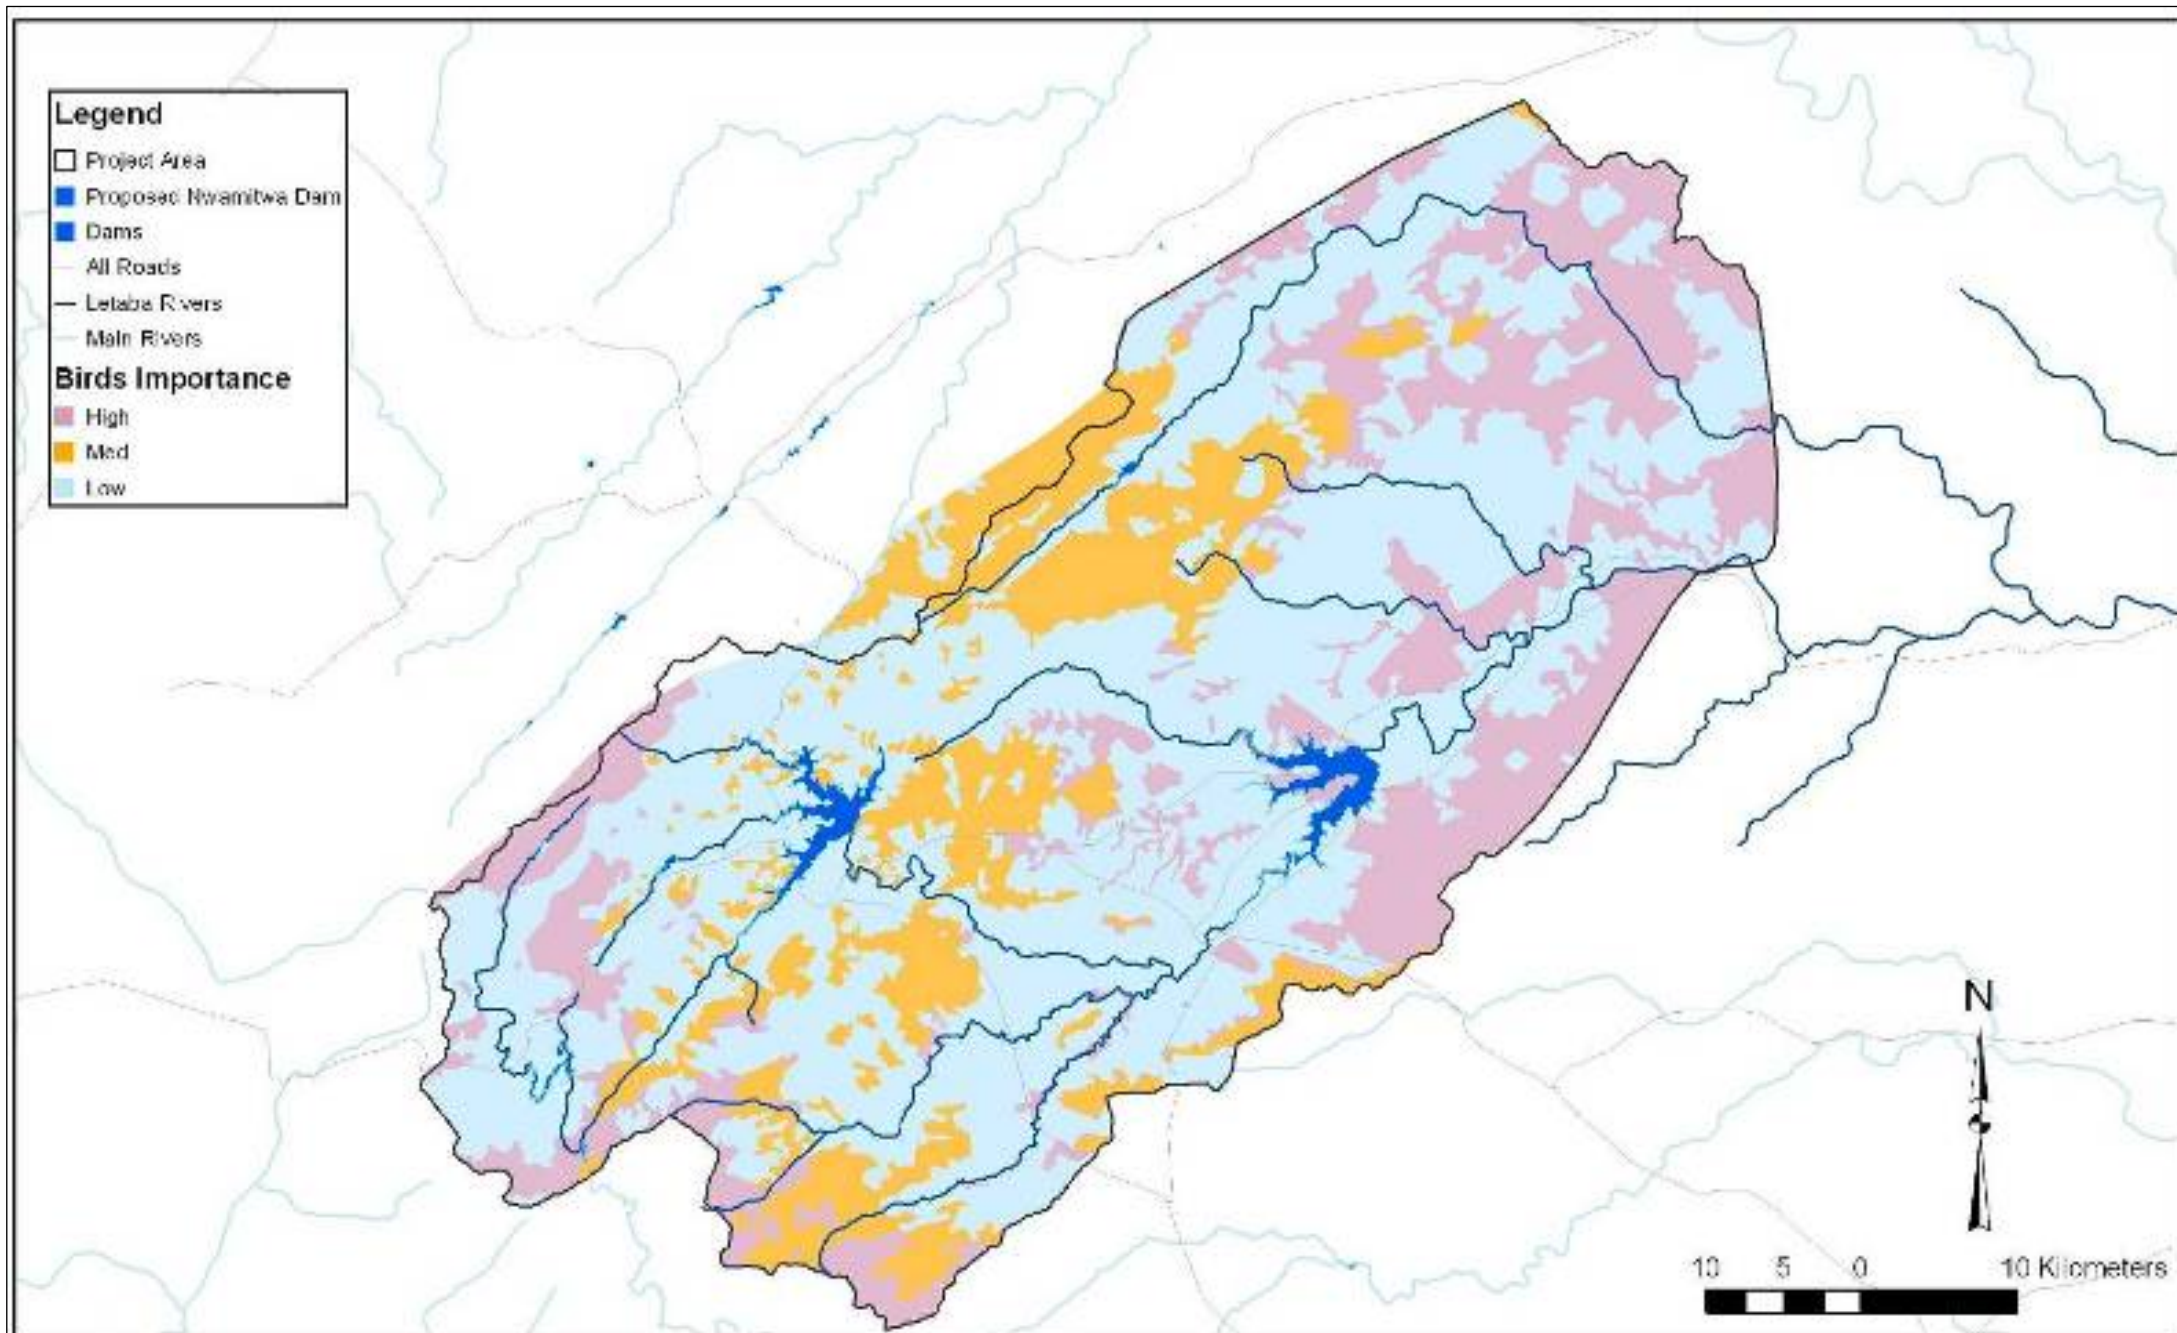 Legend
Project Area
Proposed Nwamitwa Dam
Dams
All Roads
Letaba Rivers
Main Rivers
Birds Importance
High
Med
Low
N
10 5 0 10 Kilometers